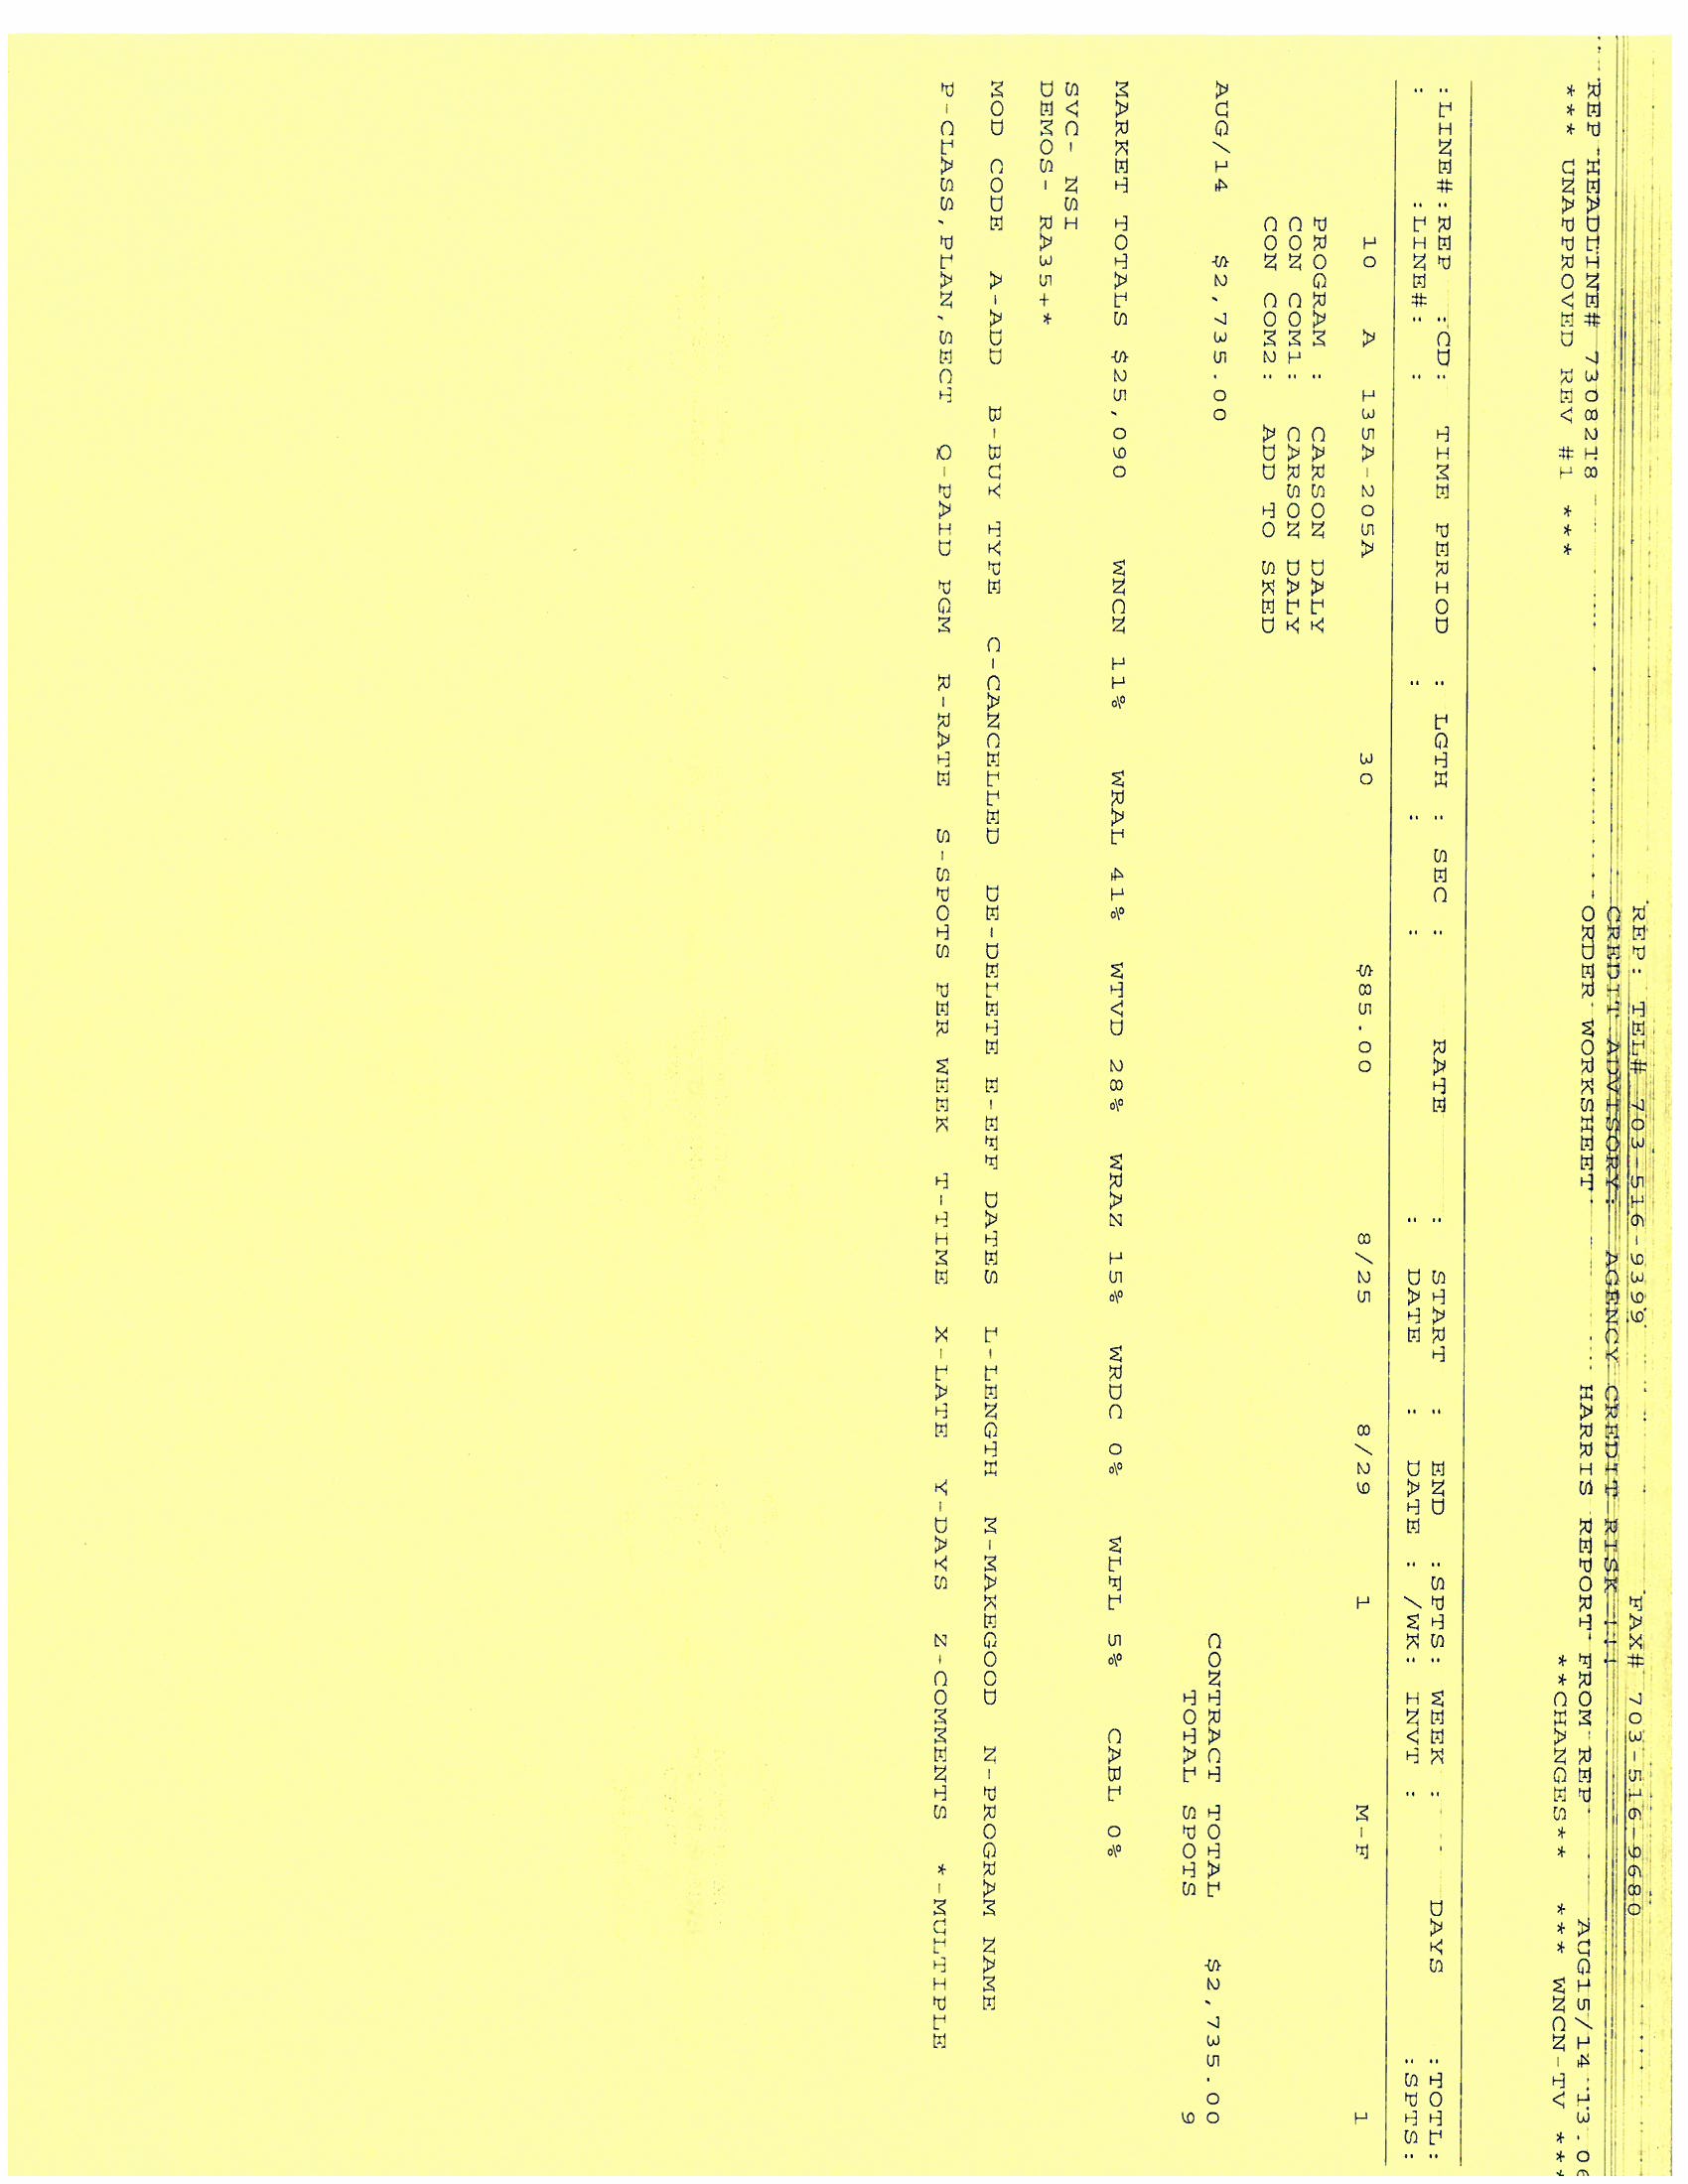 REP: TEL# 703-516-9399 FAX# 703-516-9680
CREDIT ADVISORY: AGENCY CREDIT RISK !!!
REP HEADLINE# 7308218 ORDER WORKSHEET HARRIS REPORT FROM REP AUG15/14 13.06
*** UNAPPROVED REV #1 *** **CHANGES** *** WNCN-TV ***
:LINE#:REP :CD: TIME PERIOD : LGTH : SEC : RATE : START : END :SPTS: WEEK : DAYS :TOTL:
: :LINE#: : : : : : DATE : DATE : /WK: INVT : :SPTS:
10 A 135A-205A 30 $85.00 8/25 8/29 1 M-F 1
PROGRAM : CARSON DALY
CON COM1: CARSON DALY
CON COM2: ADD TO SKED
AUG/14 $2,735.00 CONTRACT TOTAL $2,735.00
TOTAL SPOTS 9
MARKET TOTALS $25,090 WNCN 11% WRAL 41% WTVD 28% WRAZ 15% WRDC 0% WLFL 5% CABL 0%
SVC- NSI
DEMOS- RA35+*
MOD CODE A-ADD B-BUY TYPE C-CANCELLED DE-DELETE E-EFF DATES L-LENGTH M-MAKEGOOD N-PROGRAM NAME
P-CLASS,PLAN,SECT Q-PAID PGM R-RATE S-SPOTS PER WEEK T-TIME X-LATE Y-DAYS Z-COMMENTS *-MULTIPLE